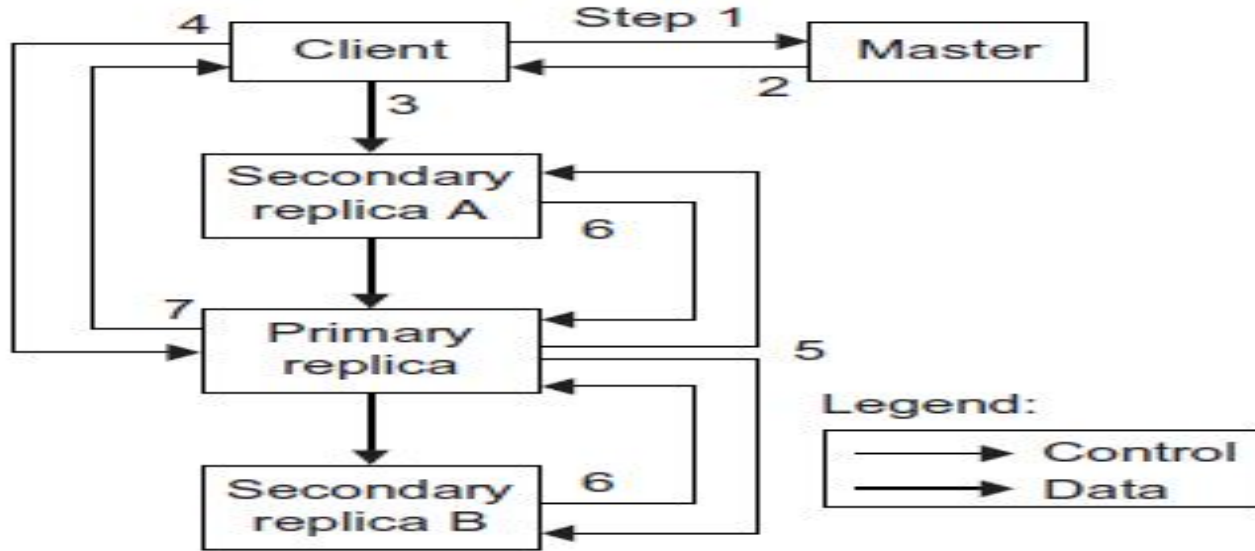 4
Step 1
Client
Master
2
3
Secondary
replica A
6
7
Primary
replica
5
Legend:
Control
Data
Secondary
replica B
6